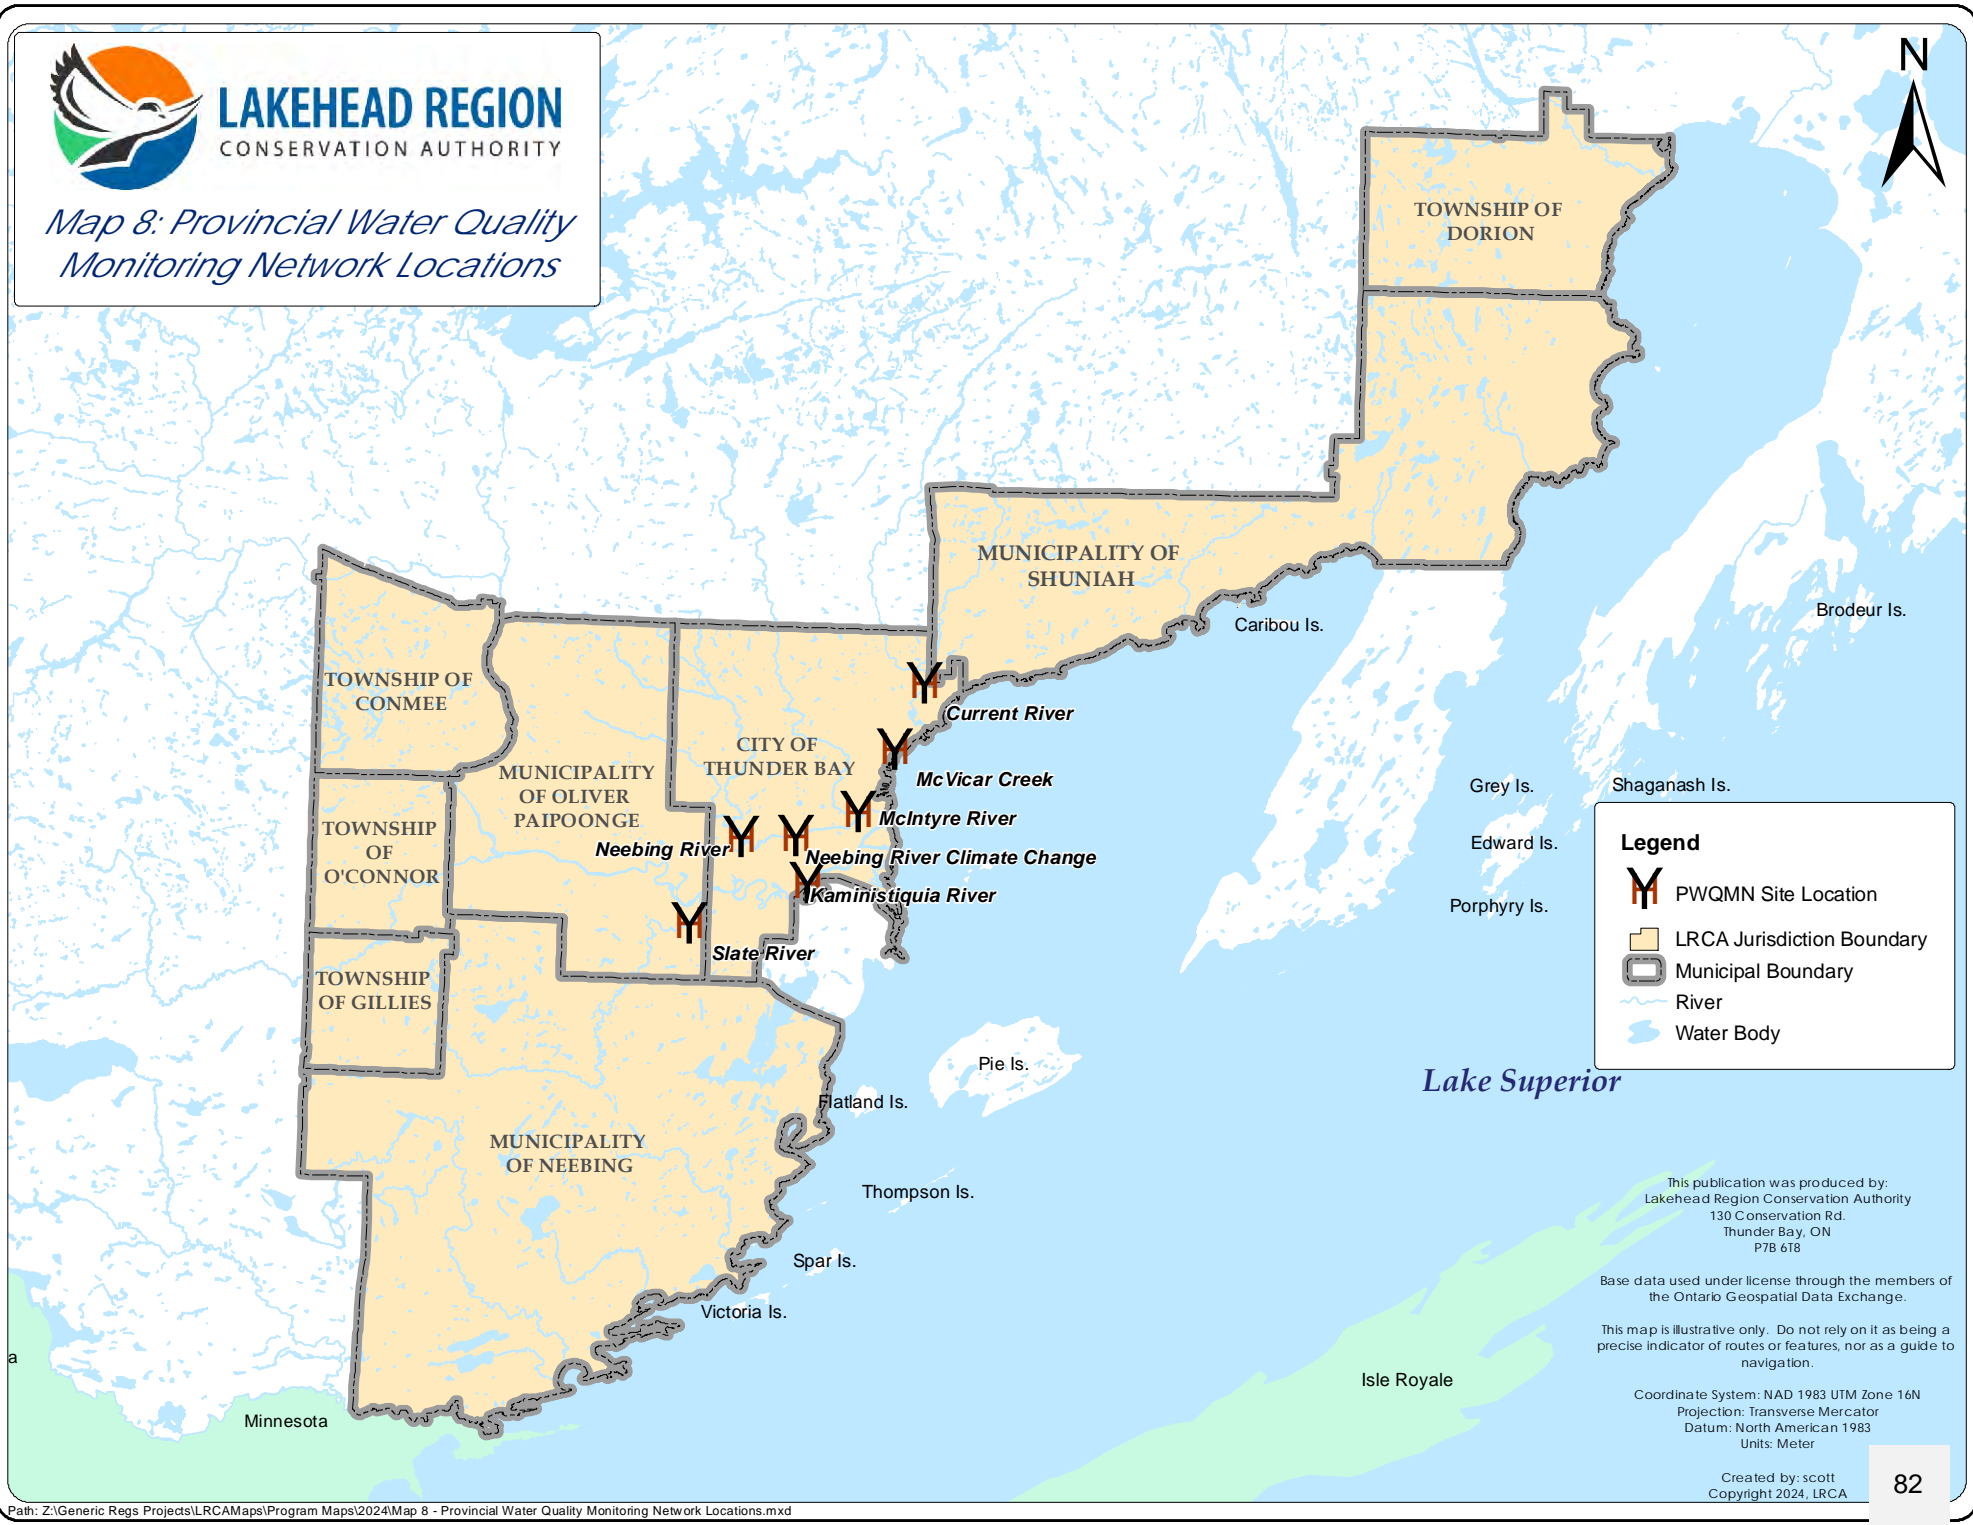 LAKEHEAD REGION
CONSERVATION AUTHORITY
Map 8: Provincial Water Quality
Monitoring Network Locations
N
TOWNSHIP OF
DORION
MUNICIPALITY OF
SHUNIAH
Caribou Is.
Brodeur Is.
TOWNSHIP OF
CONMEE
Current River
CITY OF
THUNDER BAY
MUNICIPALITY
OF OLIVER
PAIPOONGE
McVicar Creek
Grey Is.
Shaganash Is.
McIntyre River
TOWNSHIP
OF
O'CONNOR
Neebing River
Neebing River Climate Change
Edward Is.
Kaministiquia River
Porphyry Is.
Slate River
TOWNSHIP
OF GILLIES
Legend
PWQMN Site Location
LRCA Jurisdiction Boundary
Municipal Boundary
River
Water Body
Pie Is.
Lake Superior
Flatland Is.
MUNICIPALITY
OF NEEBING
Thompson Is.
Spar Is.
Victoria Is.
a
Isle Royale
Minnesota
This publication was produced by:
Lakehead Region Conservation Authority
130 Conservation Rd.
Thunder Bay, ON
P7B 6T8
Base data used under license through the members of
the Ontario Geospatial Data Exchange.
This map is illustrative only. Do not rely on it as being a
precise indicator of routes or features, nor as a guide to
navigation.
Coordinate System: NAD 1983 UTM Zone 16N
Projection: Transverse Mercator
Datum: North American 1983
Units: Meter
Created by: scott
Copyright 2024, LRCA
82
Path: Z:\Generic Regs Projects\LRCAMaps\Program Maps\2024\Map 8 - Provincial Water Quality Monitoring Network Locations.mxd